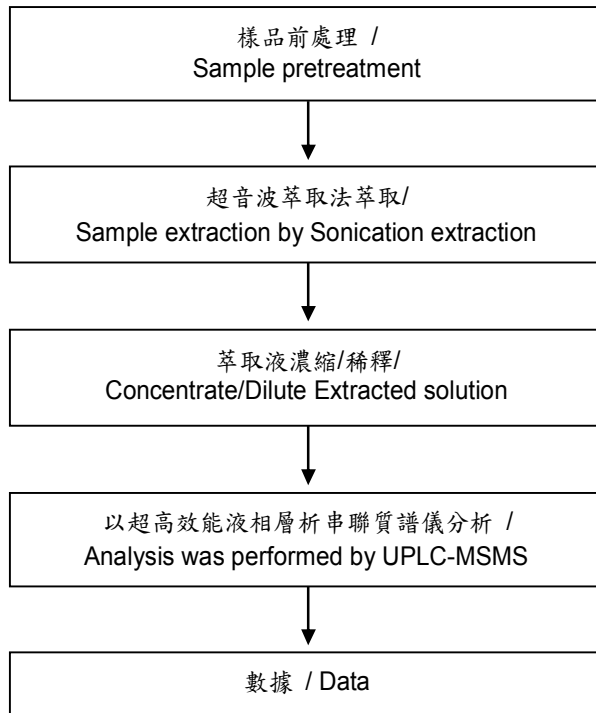 樣品前處理 /
Sample pretreatment
超音波萃取法萃取/
Sample extraction by Sonication extraction
萃取液濃縮/稀釋/
Concentrate/Dilute Extracted solution
以超高效能液相層析串聯質譜儀分析 /
Analysis was performed by UPLC-MSMS
數據 / Data